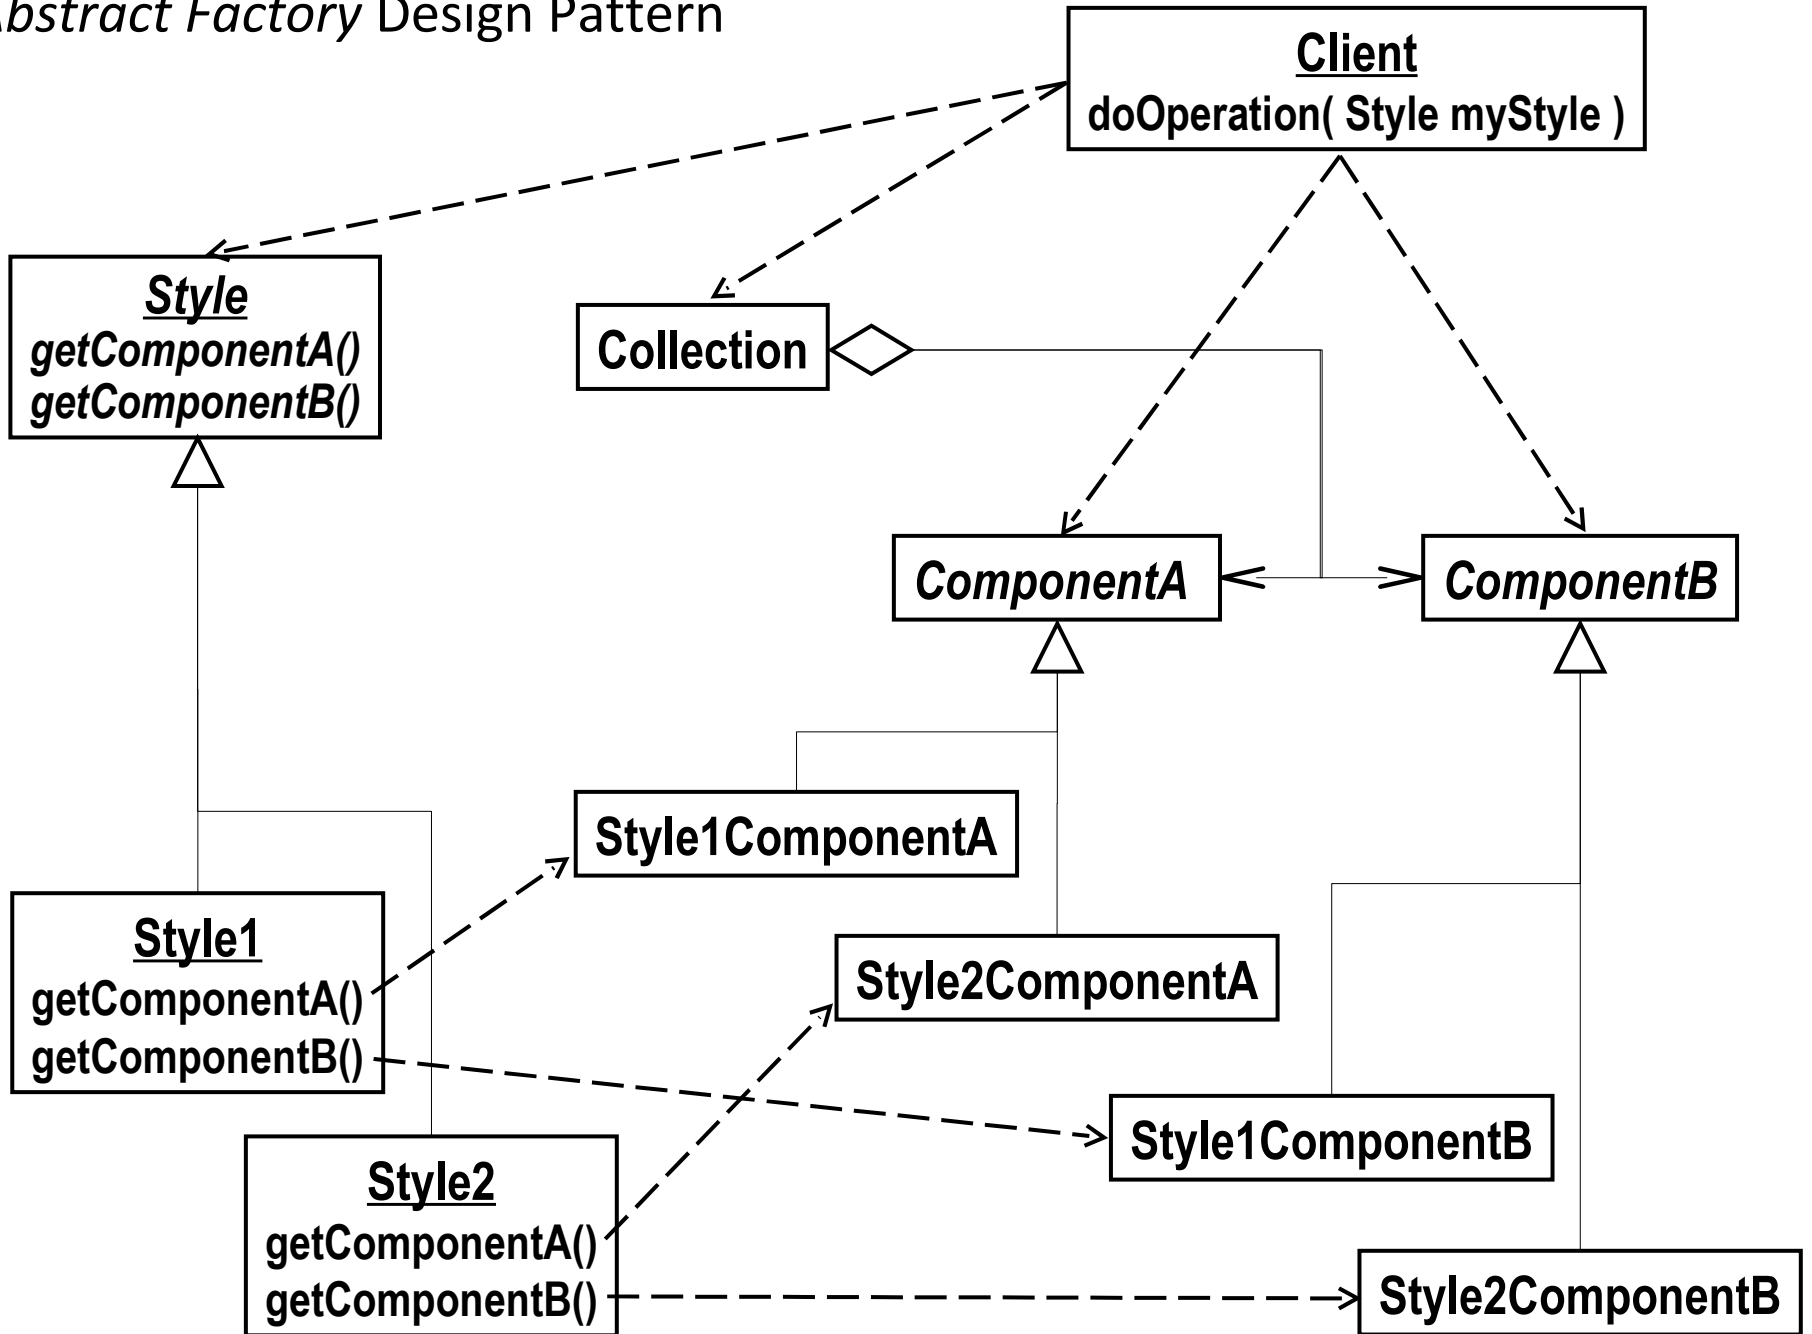 Abstract Factory Design Pattern
Client
doOperation( Style myStyle )
Style
getComponentA()
getComponentB()
Collection
ComponentA
ComponentB
Style1ComponentA
Style1
getComponentA()
getComponentB()
Style2ComponentA
Style1ComponentB
Style2
getComponentA()
getComponentB()
Style2ComponentB